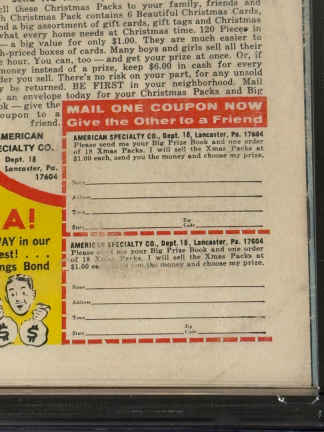 ell these Christmas Packs to your family, friends and
Christmas Pack contains 6 Beautiful Christmas Cards,
nd a big assortment of gift cards, gift tags and Christmas
what every home needs at Christmas time. 120 Pieces in
— a big value for only $1.00. They are much easier to
h-priced boxes of cards. Many boys and girls sell all their
e hour. You can, too — and get your prize at once. Or, if
money instead of a prize, keep $6.00 in cash for every
der you sell. There's no risk on your part, for any unsold
y be returned. BE FIRST in your neighborhood. Mail
an envelope today for your Christmas Packs and Big
ok — give the
oupon to a
friend.
MERICAN
ECIALTY CO.
Dept. 18
Lancaster, Pa.
17604
A!
WAY in our
est! . . .
ngs Bond
$ $
MAIL ONE COUPON NOW
Give the Other to a Friend
AMERICAN SPECIALTY CO., Dept. 18, Lancaster, Pa. 17604
Please send me your Big Prize Book and one order
of 18 Xmas Packs. I will sell the Xmas Packs at
$1.00 each, send you the money and choose my prize.
Name
Address
Town
State Zip Code
AMERICAN SPECIALTY CO., Dept. 18, Lancaster, Pa. 17604
Please send me your Big Prize Book and one order
of 18 Xmas Packs. I will sell the Xmas Packs at
$1.00 ea send you the money and choose my prize.
Name
Address
Town
State Zip Code